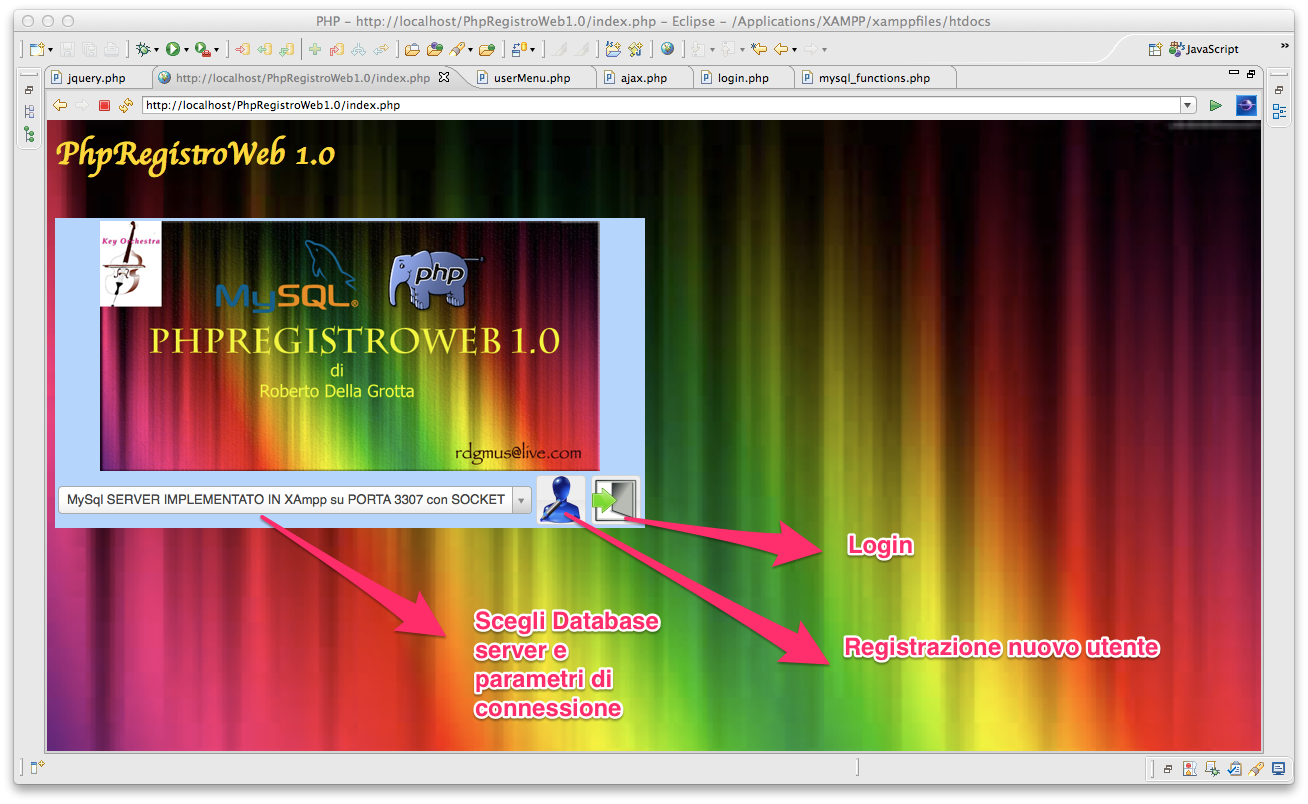 PHP – http://localhost/PhpRegistroWeb1.0/index.php – Eclipse – /Applications/XAMPP/xamppfiles/htdocs
JavaScript
jquery.php
http://localhost/PhpRegistroWeb1.0/index.php
userMenu.php
ajax.php
login.php
mysql_functions.php
http://localhost/PhpRegistroWeb1.0/index.php
PhpRegistroWeb 1.0
Key Orchestra
MySQL®
php
PHPREGISTROWEB 1.0
di
Roberto Della Grotta
rdgmus@live.com
MySql SERVER IMPLEMENTATO IN XAmpp su PORTA 3307 con SOCKET
Login
Scegli Database
server e
parametri di
connessione
Registrazione nuovo utente